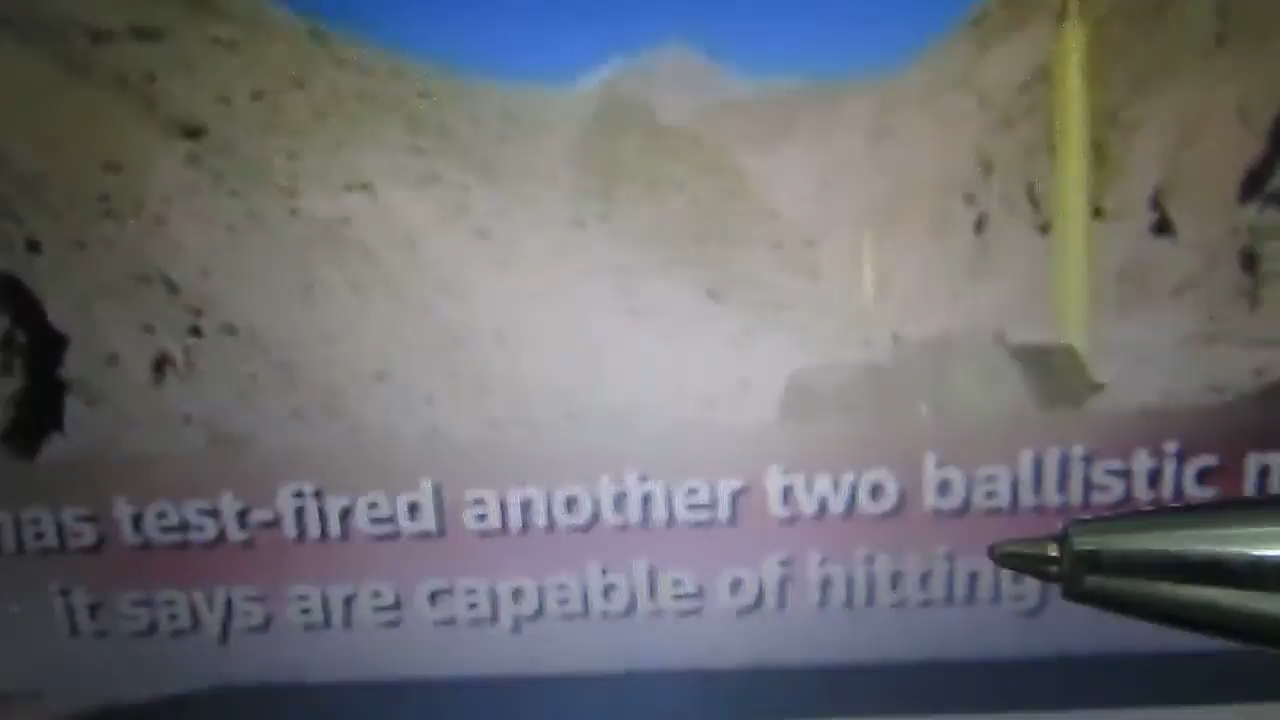 has test-fired another two ballistic
it says are capable of hitting